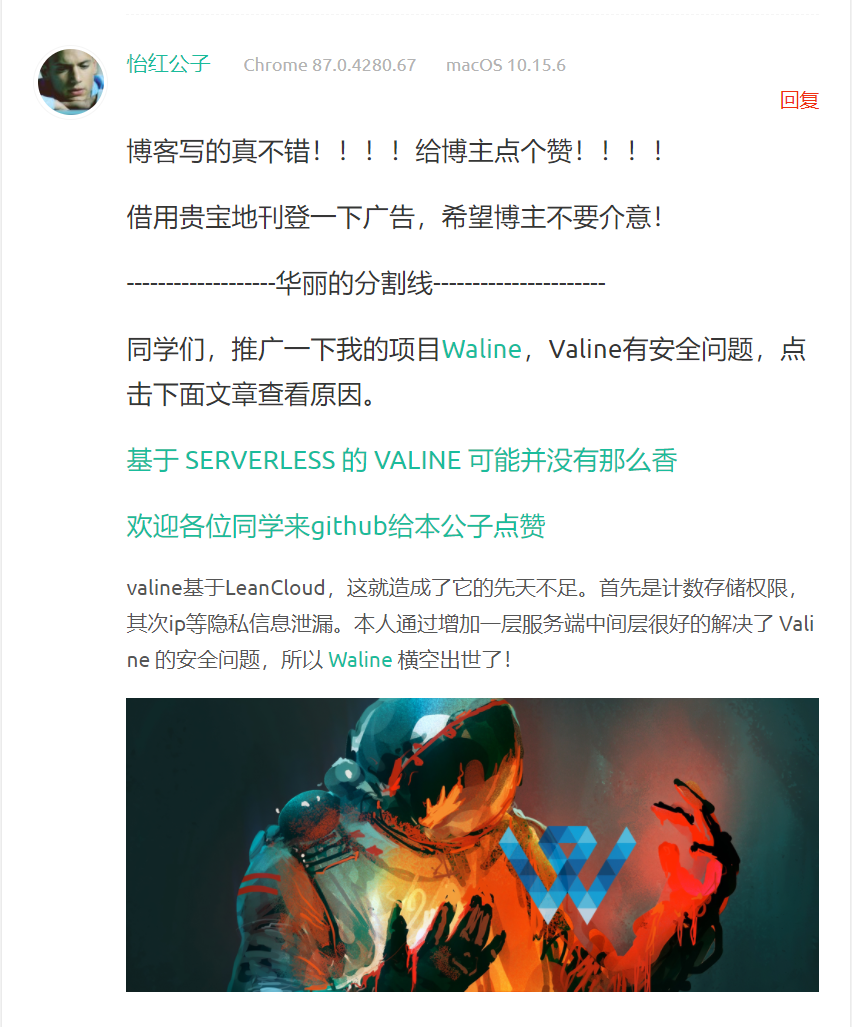 怡红公子 Chrome 87.0.4280.67 macOS 10.15.6
回复
博客写的真不错！！！！给博主点个赞！！！！
借用贵宝地刊登一下广告，希望博主不要介意！
-------------------华丽的分割线----------------------
同学们，推广一下我的项目Waline，Valine有安全问题，点
击下面文章查看原因。
基于 SERVERLESS 的 VALINE 可能并没有那么香
欢迎各位同学来github给本公子点赞
valine基于LeanCloud，这就造成了它的先天不足。首先是计数存储权限，
其次ip等隐私信息泄漏。本人通过增加一层服务端中间层很好的解决了 Vali
ne 的安全问题，所以 Waline 横空出世了！